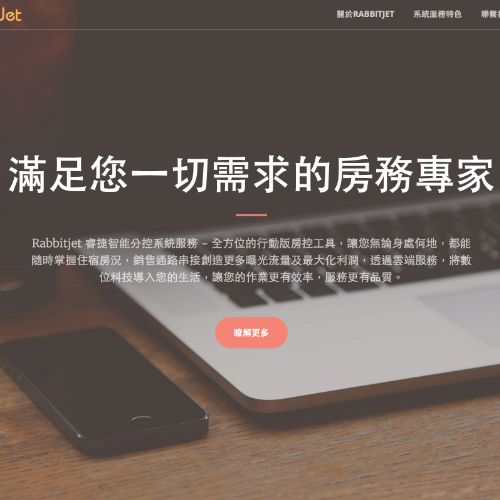 Jet
關於RABBITJET 系統服務特色 聯繫
滿足您一切需求的房務專家
Rabbitjet 睿捷智能分控系統服務 - 全方位的行動版房控工具，讓您無論身處何地，都能
隨時掌握住宿房況，銷售通路串接創造更多曝光流量及最大化利潤。透過雲端服務，將數
位科技導入您的生活，讓您的作業更有效率，服務更有品質。
瞭解更多